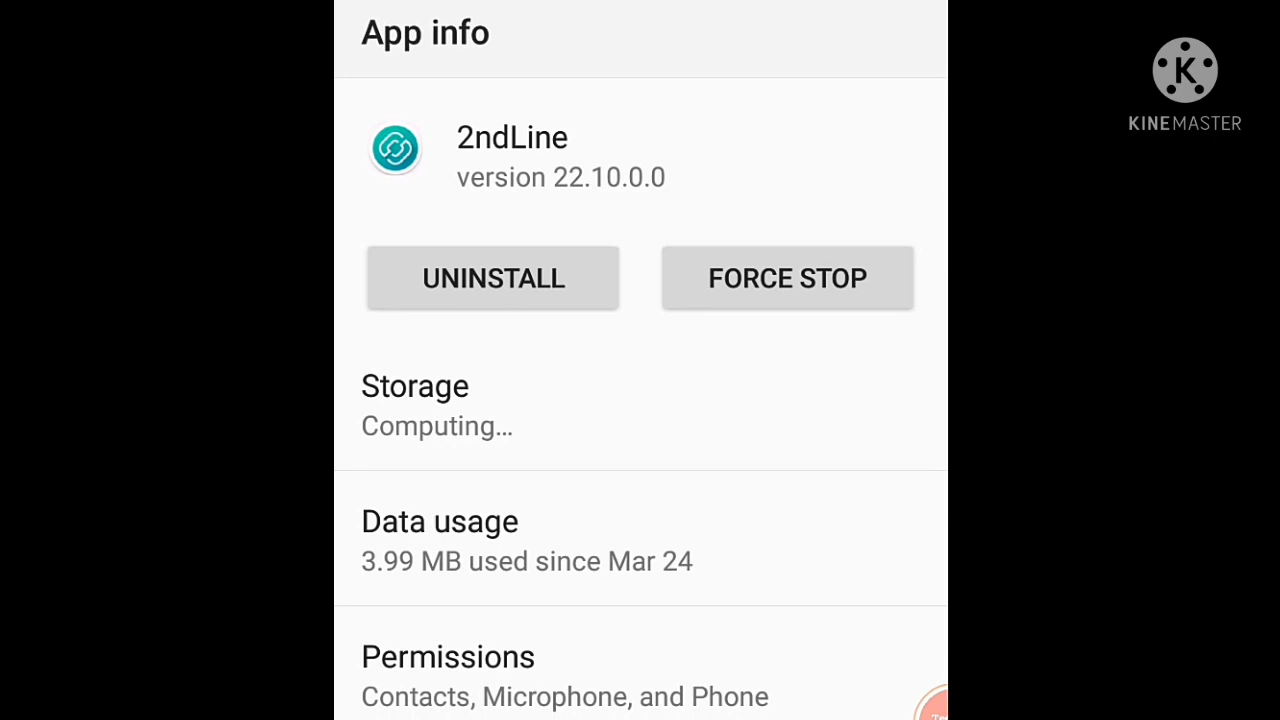 App info
K
KINEMASTER
2ndLine
version 22.10.0.0
UNINSTALL
FORCE STOP
Storage
Computing...
Data usage
3.99 MB used since Mar 24
Permissions
Contacts, Microphone, and Phone